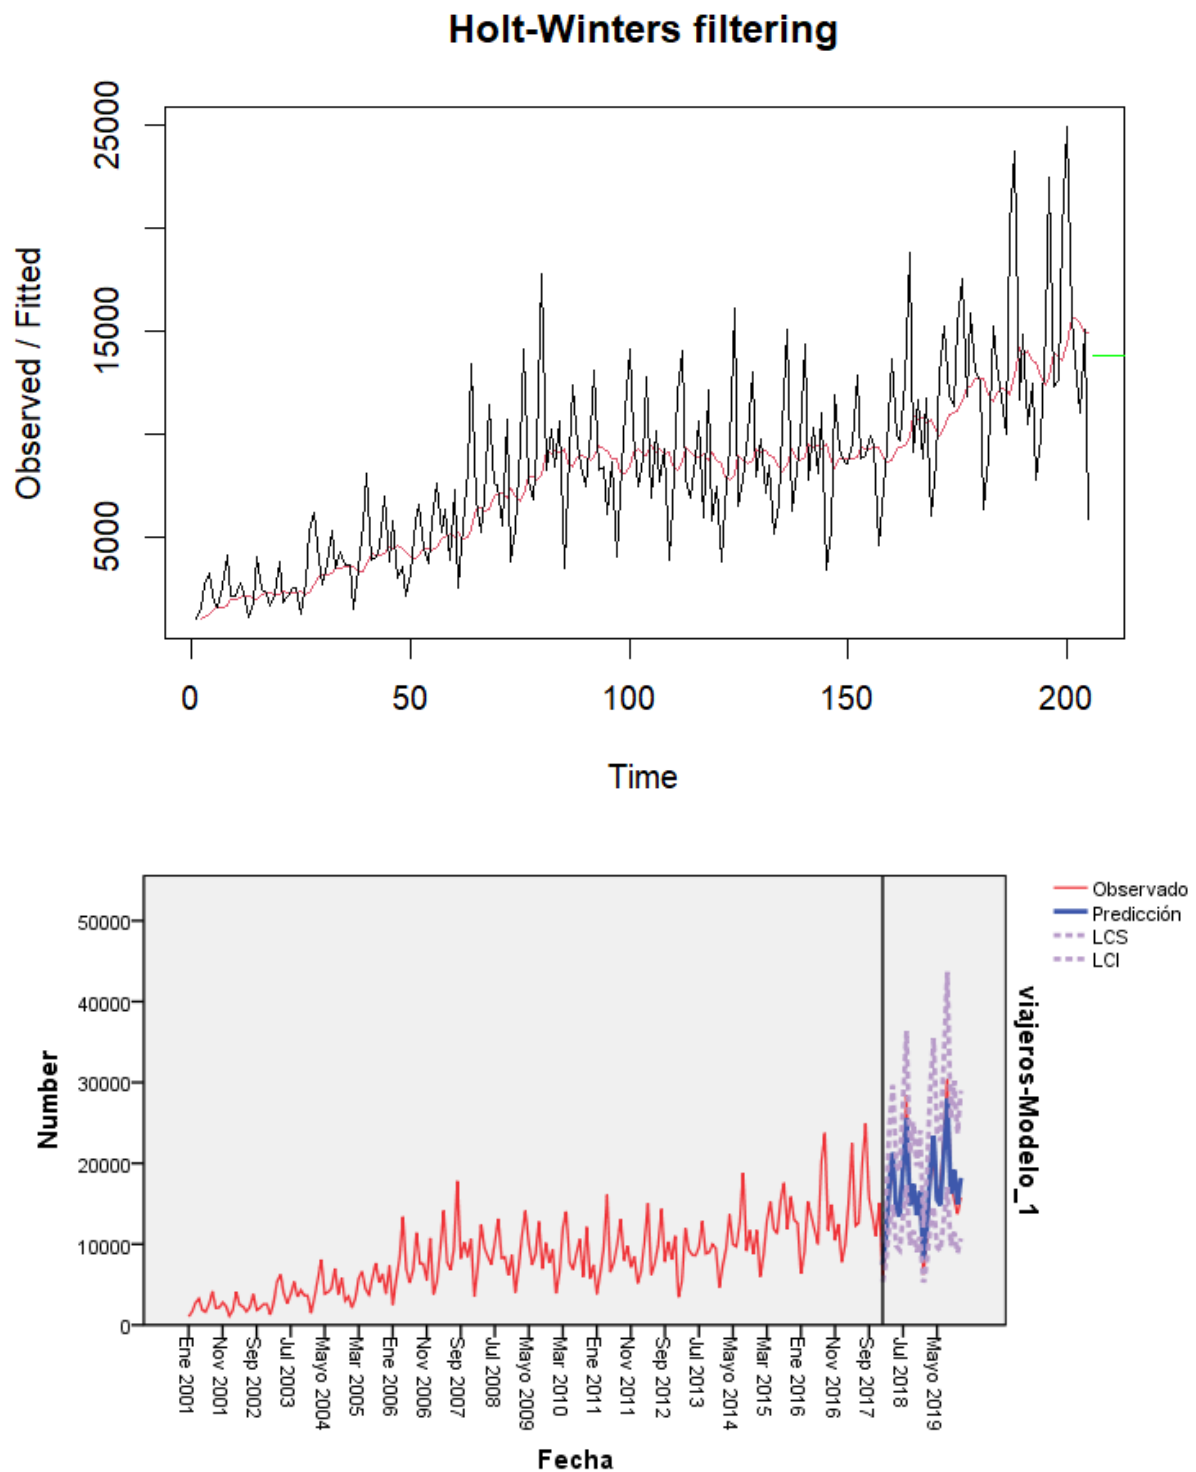 Holt-Winters filtering
Observed / Fitted
25000
15000
5000
0 50 100 150 200
Time
Observado
Predicción
LCS
LCI
viajeros-Modelo_1
Number
50000
40000
30000
20000
10000
0
Ene 2001
Nov 2001
Sep 2002
Jul 2003
Mayo 2004
Mar 2005
Ene 2006
Nov 2006
Sep 2007
Jul 2008
Mayo 2009
Mar 2010
Ene 2011
Nov 2011
Sep 2012
Jul 2013
Mayo 2014
Mar 2015
Ene 2016
Nov 2016
Sep 2017
Jul 2018
Mayo 2019
Fecha